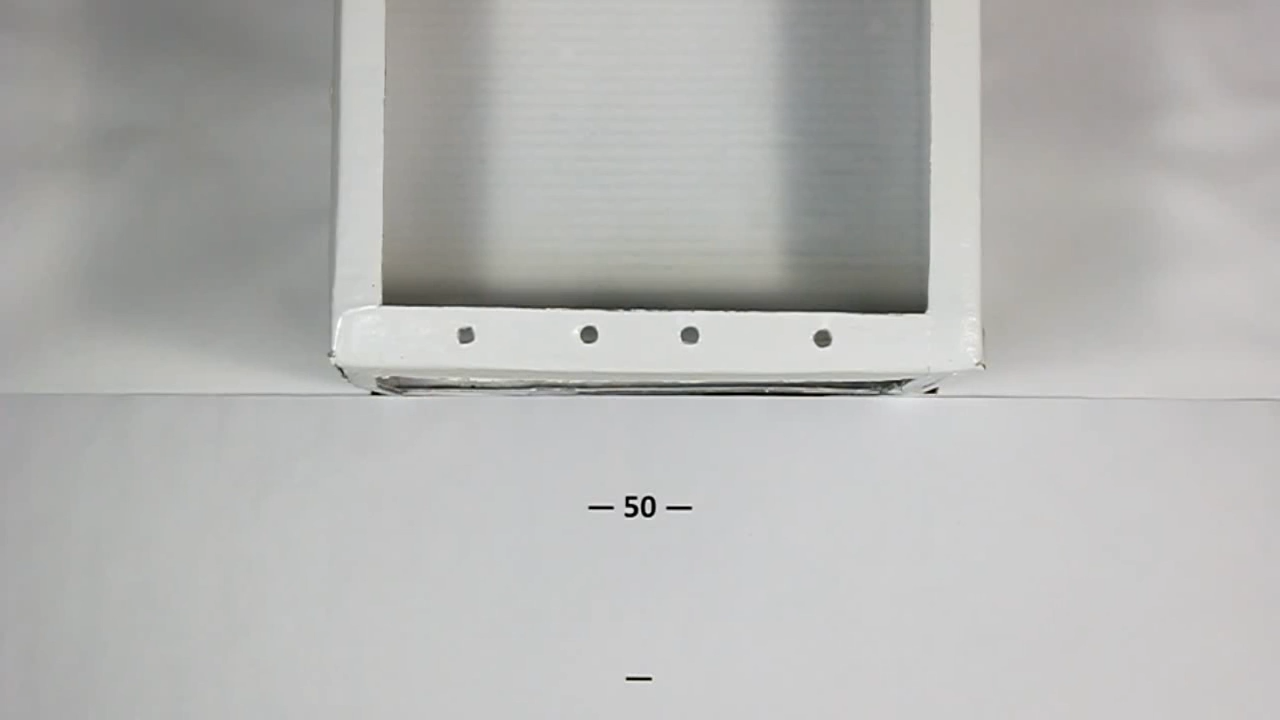 — 50 —
—